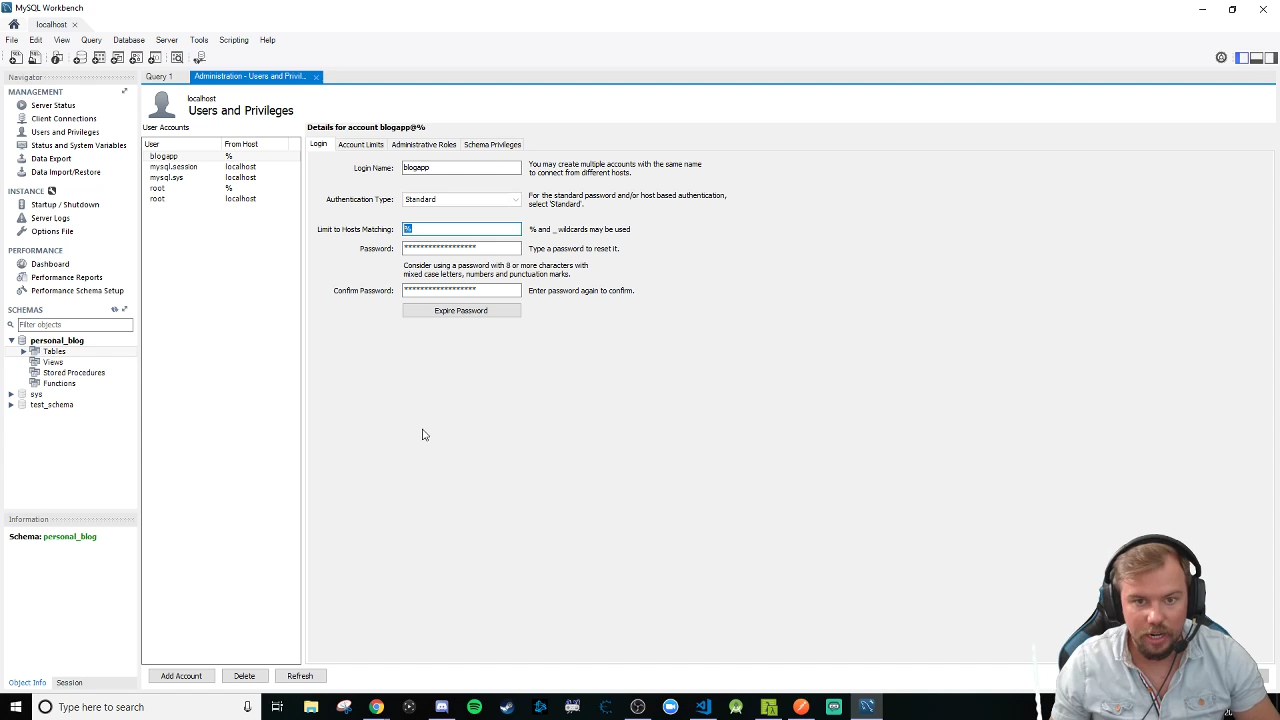 MySQL Workbench
localhost ×
File Edit View Query Database Server Tools Scripting Help
Navigator
MANAGEMENT
Server Status
Client Connections
Users and Privileges
Status and System Variables
Data Export
Data Import/Restore
INSTANCE
Startup / Shutdown
Server Logs
Options File
PERFORMANCE
Dashboard
Performance Reports
Performance Schema Setup
SCHEMAS
Filter objects
personal_blog
Tables
Views
Stored Procedures
Functions
sys
test_schema
Information
Schema: personal_blog
Object Info Session
Query 1 Administration - Users and Privil... ×
localhost
Users and Privileges
User Accounts
User From Host
blogapp %
mysql.session localhost
mysql.sys localhost
root %
root localhost
Add Account Delete Refresh
Details for account blogapp@%
Login Account Limits Administrative Roles Schema Privileges
Login Name: blogapp You may create multiple accounts with the same name
to connect from different hosts.
Authentication Type: Standard For the standard password and/or host based authentication,
select 'Standard'.
Limit to Hosts Matching: % % and _ wildcards may be used
Password: ****************** Type a password to reset it.
Consider using a password with 8 or more characters with
mixed case letters, numbers and punctuation marks.
Confirm Password: ****************** Enter password again to confirm.
Expire Password
Type here to search